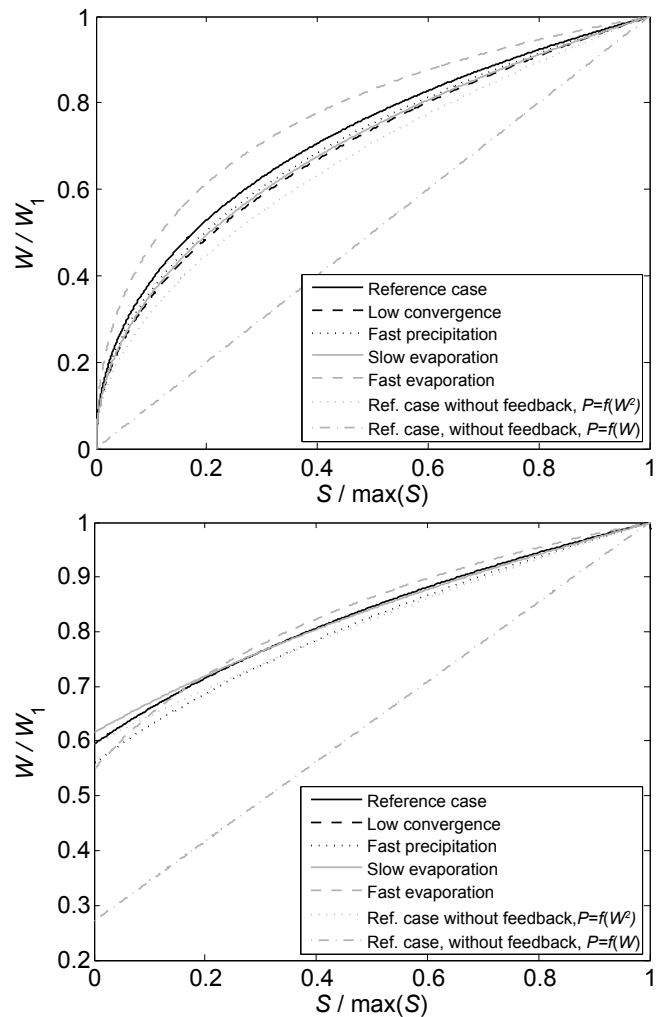 1
0.8
0.6
0.4
0.2
0
W / W1
0 0.2 0.4 0.6 0.8 1
S / max(S)
Reference case
Low convergence
Fast precipitation
Slow evaporation
Fast evaporation
Ref. case without feedback, P=f(W²)
Ref. case, without feedback, P=f(W)
1
0.9
0.8
0.7
0.6
0.5
0.4
0.3
0.2
W / W1
0 0.2 0.4 0.6 0.8 1
S / max(S)
Reference case
Low convergence
Fast precipitation
Slow evaporation
Fast evaporation
Ref. case without feedback,P=f(W²)
Ref. case, without feedback, P=f(W)